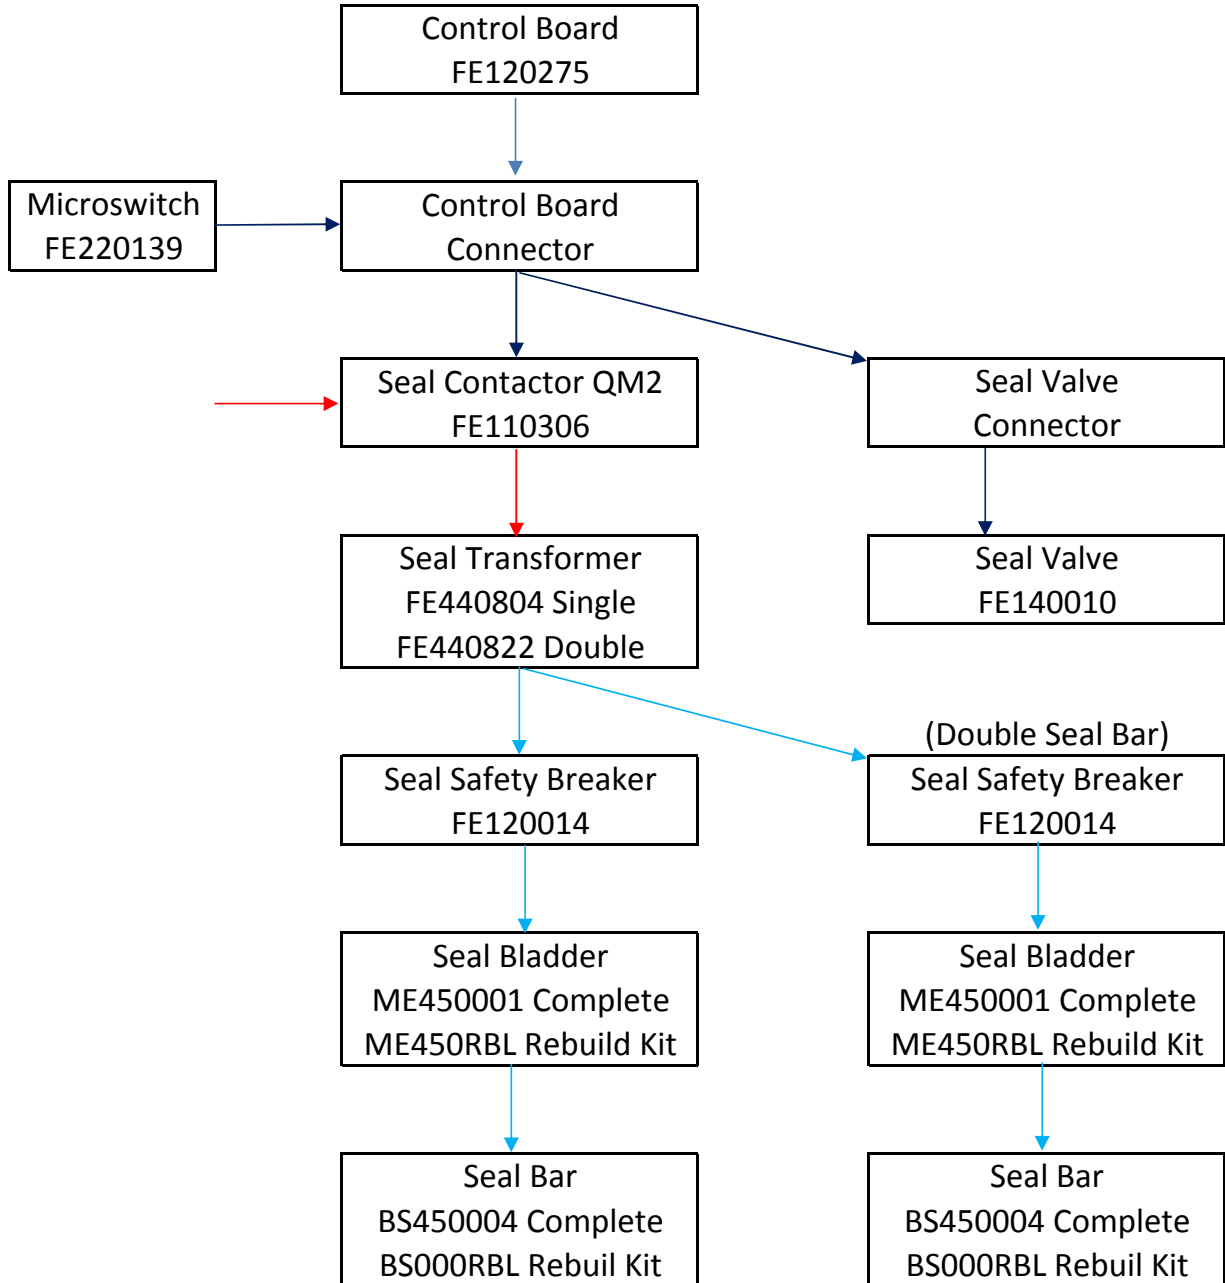 Control Board
FE120275
Microswitch
FE220139
Control Board
Connector
Seal Contactor QM2
FE110306
Seal Valve
Connector
Seal Transformer
FE440804 Single
FE440822 Double
Seal Valve
FE140010
(Double Seal Bar)
Seal Safety Breaker
FE120014
Seal Safety Breaker
FE120014
Seal Bladder
ME450001 Complete
ME450RBL Rebuild Kit
Seal Bladder
ME450001 Complete
ME450RBL Rebuild Kit
Seal Bar
BS450004 Complete
BS000RBL Rebuil Kit
Seal Bar
BS450004 Complete
BS000RBL Rebuil Kit